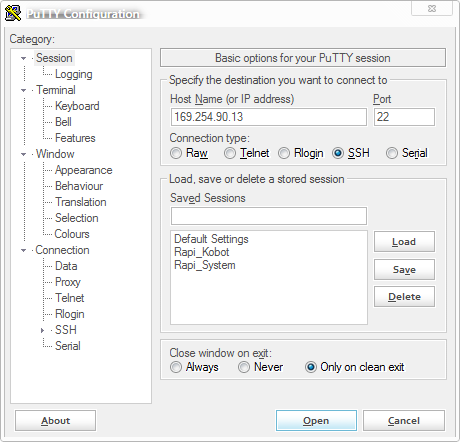 PuTTY Configuration
Category:
Session
Logging
Terminal
Keyboard
Bell
Features
Window
Appearance
Behaviour
Translation
Selection
Colours
Connection
Data
Proxy
Telnet
Rlogin
SSH
Serial
Basic options for your PuTTY session
Specify the destination you want to connect to
Host Name (or IP address) Port
169.254.90.13 22
Connection type:
Raw Telnet Rlogin SSH Serial
Load, save or delete a stored session
Saved Sessions
Default Settings
Rapi_Kobot
Rapi_System
Load
Save
Delete
Close window on exit:
Always Never Only on clean exit
About Open Cancel